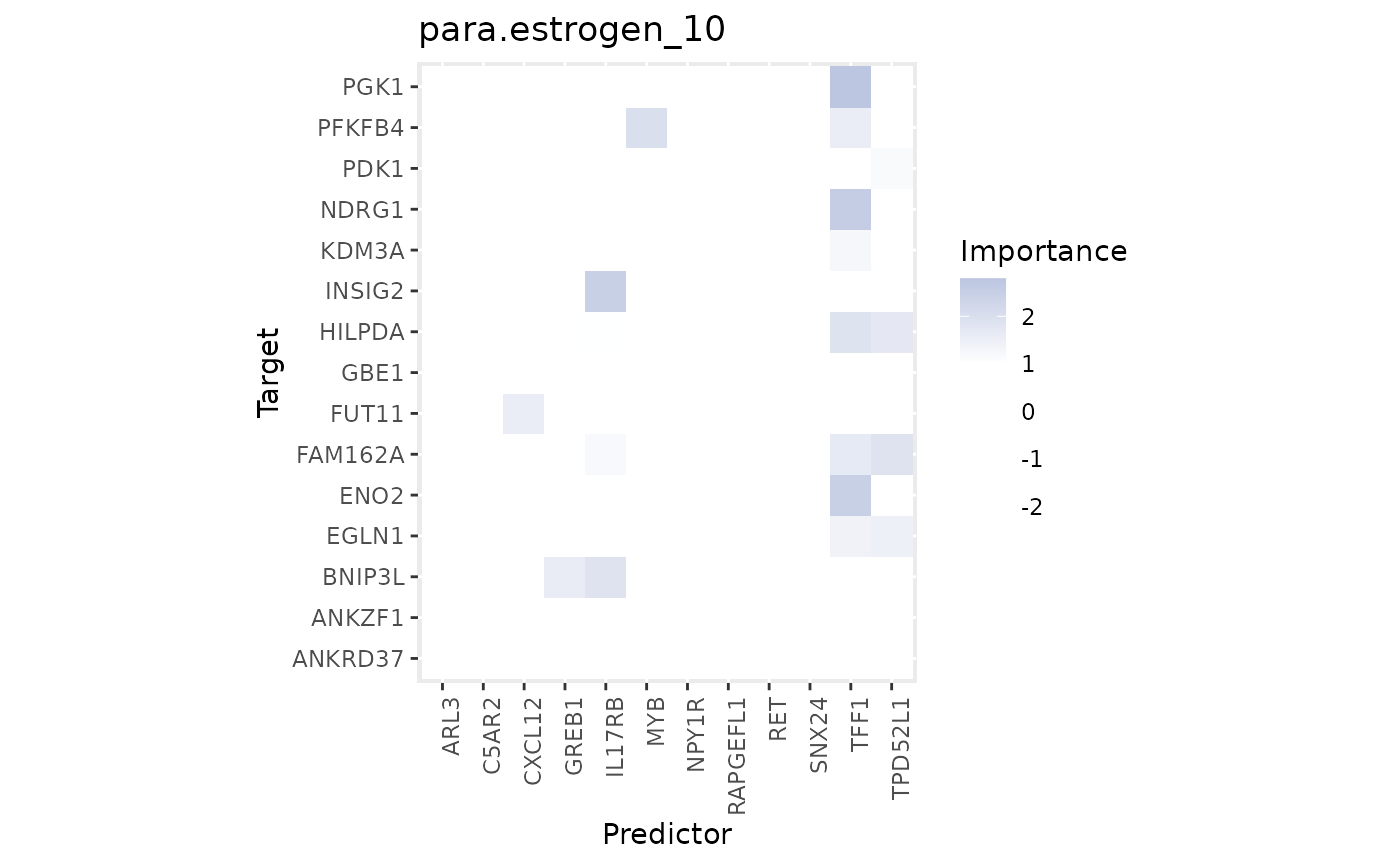 para.estrogen_10
PGK1
PFKFB4
PDK1
NDRG1
KDM3A
INSIG2
HILPDA
GBE1
FUT11
FAM162A
ENO2
EGLN1
BNIP3L
ANKZF1
ANKRD37
Target
ARL3
C5AR2
CXCL12
GREB1
IL17RB
MYB
NPY1R
RAPGEFL1
RET
SNX24
TFF1
TPD52L1
Predictor
Importance
2
1
0
-1
-2